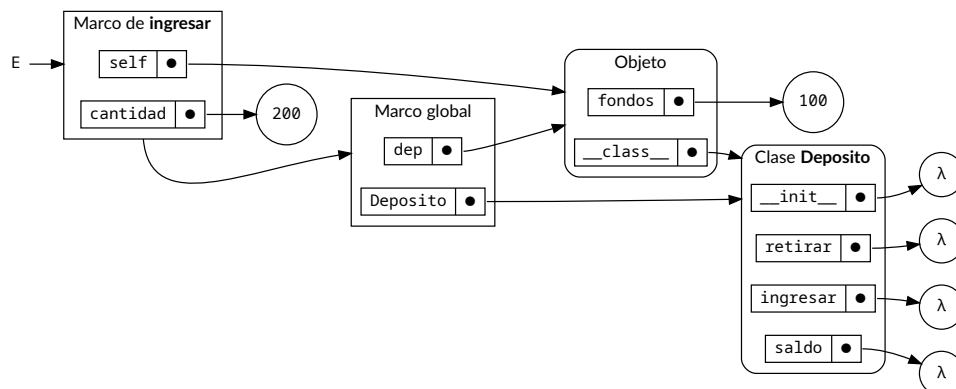 Marco de ingresar
E
self
cantidad
200
Marco global
dep
Deposito
Objeto
fondos
100
__class__
Clase Deposito
__init__
λ
retirar
λ
ingresar
λ
saldo
λ